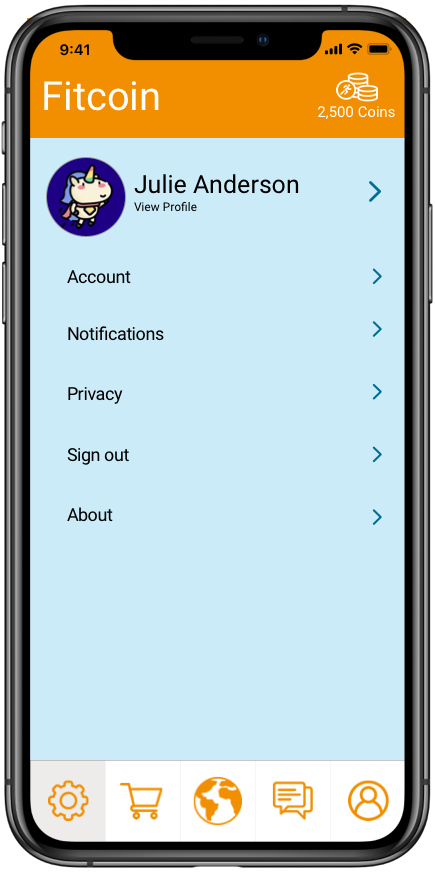 9:41
Fitcoin
2,500 Coins
Julie Anderson
View Profile
Account
Notifications
Privacy
Sign out
About